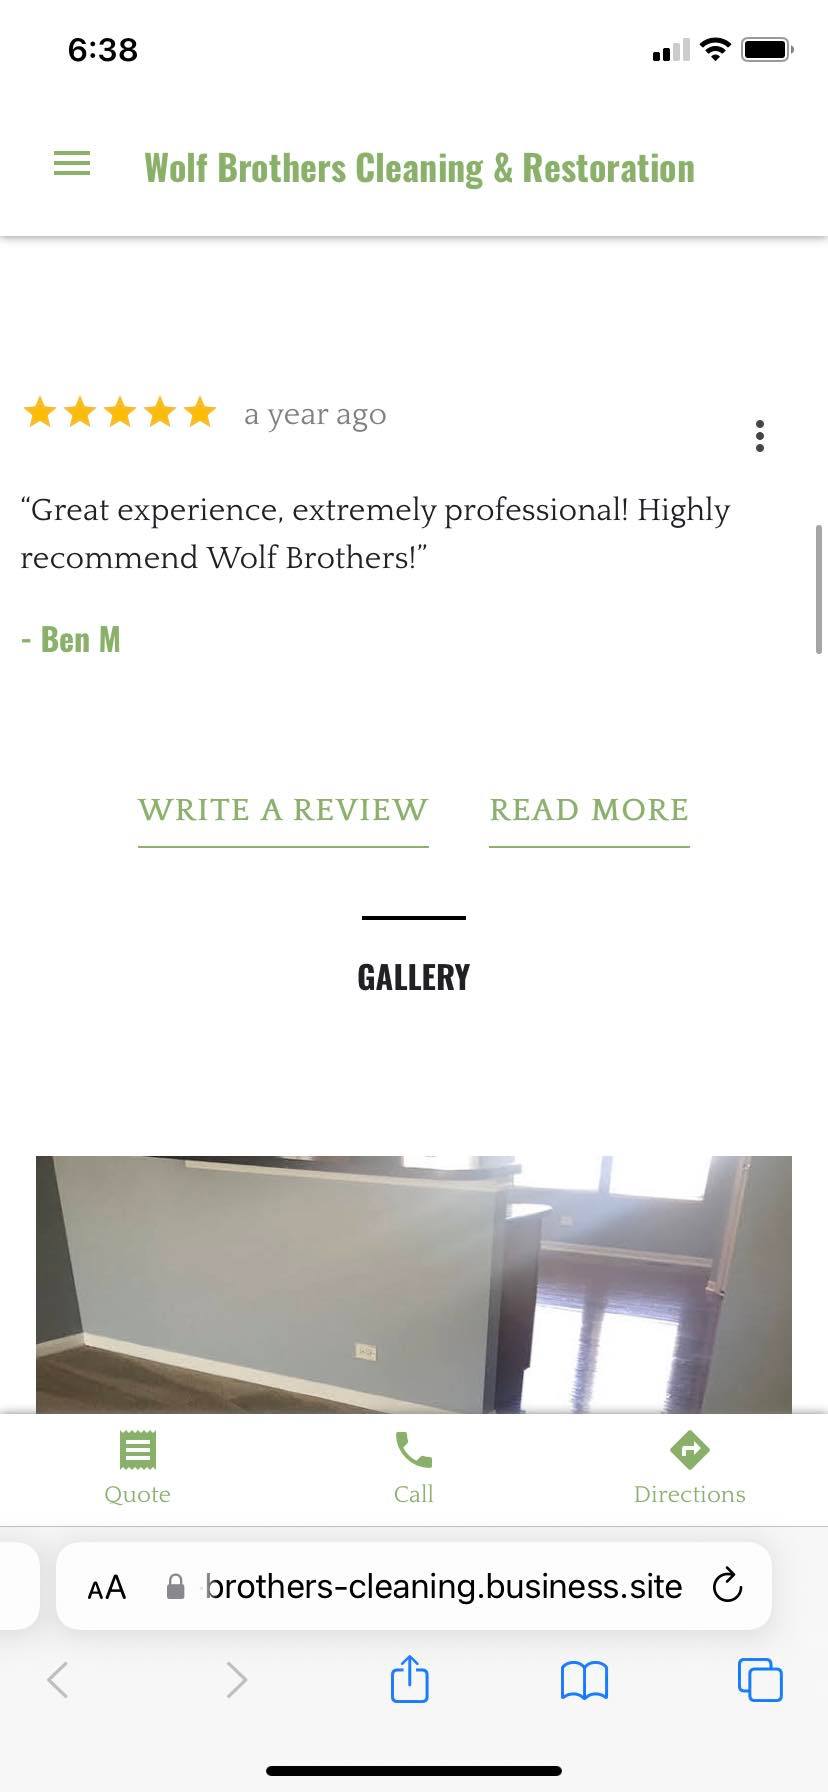 6:38
Wolf Brothers Cleaning & Restoration
a year ago
“Great experience, extremely professional! Highly
recommend Wolf Brothers!”
- Ben M
WRITE A REVIEW READ MORE
GALLERY
Quote Call Directions
AA brothers-cleaning.business.site